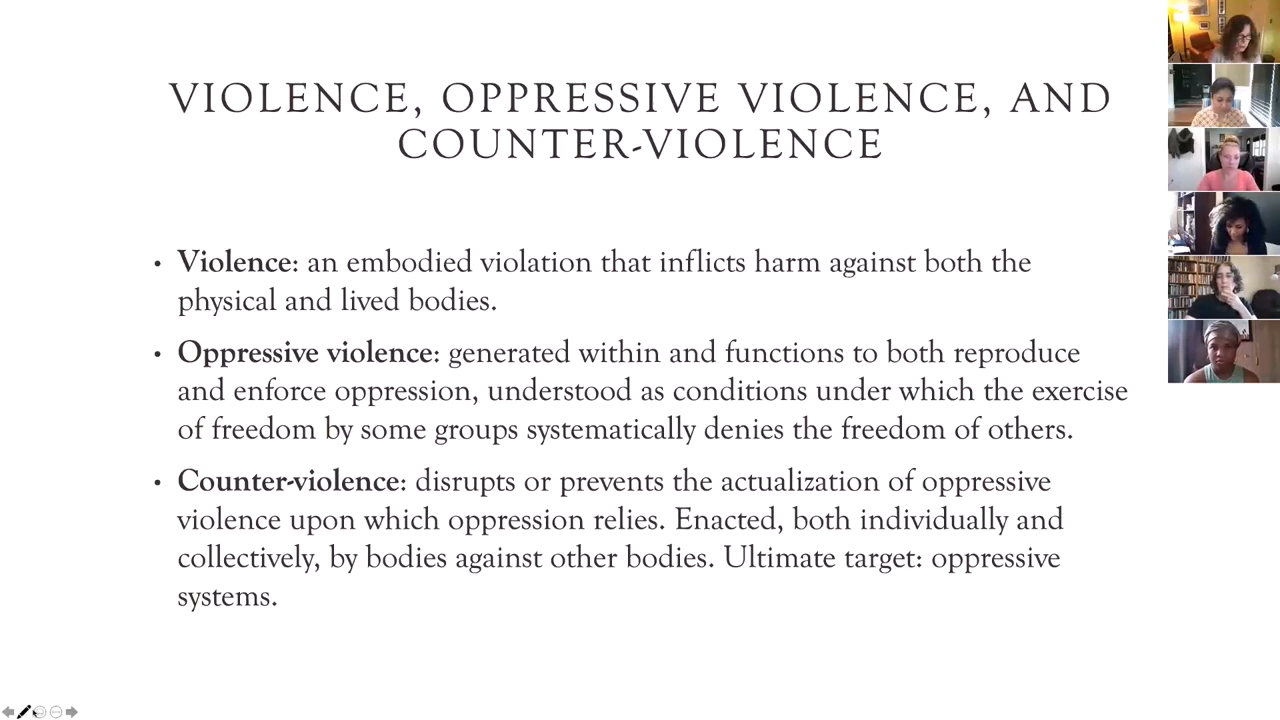 VIOLENCE, OPPRESSIVE VIOLENCE, AND
COUNTER-VIOLENCE
• Violence: an embodied violation that inflicts harm against both the
physical and lived bodies.
• Oppressive violence: generated within and functions to both reproduce
and enforce oppression, understood as conditions under which the exercise
of freedom by some groups systematically denies the freedom of others.
• Counter-violence: disrupts or prevents the actualization of oppressive
violence upon which oppression relies. Enacted, both individually and
collectively, by bodies against other bodies. Ultimate target: oppressive
systems.